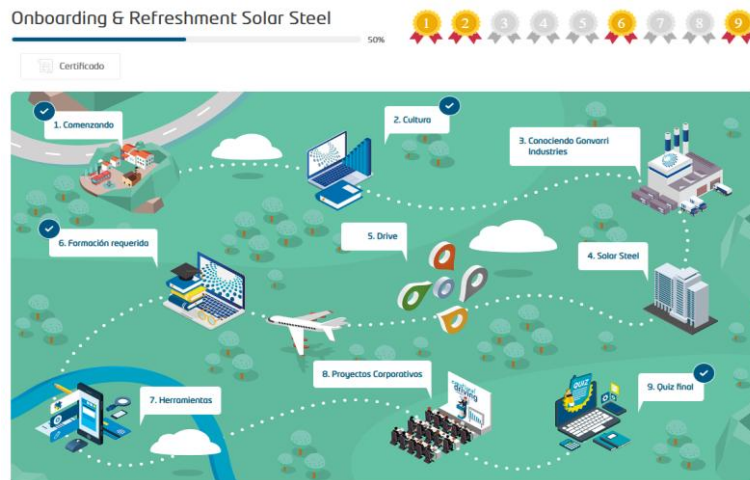 Onboarding & Refreshment Solar Steel
50%
1 2 3 4 5 6 7 8 9
Certificado
1. Comenzando
2. Cultura
3. Conociendo Gonvarri
Industries
6. Formación requerida
5. Drive
4. Solar Steel
8. Proyectos Corporativos
7. Herramientas
9. Quiz final
QUIZ
driving